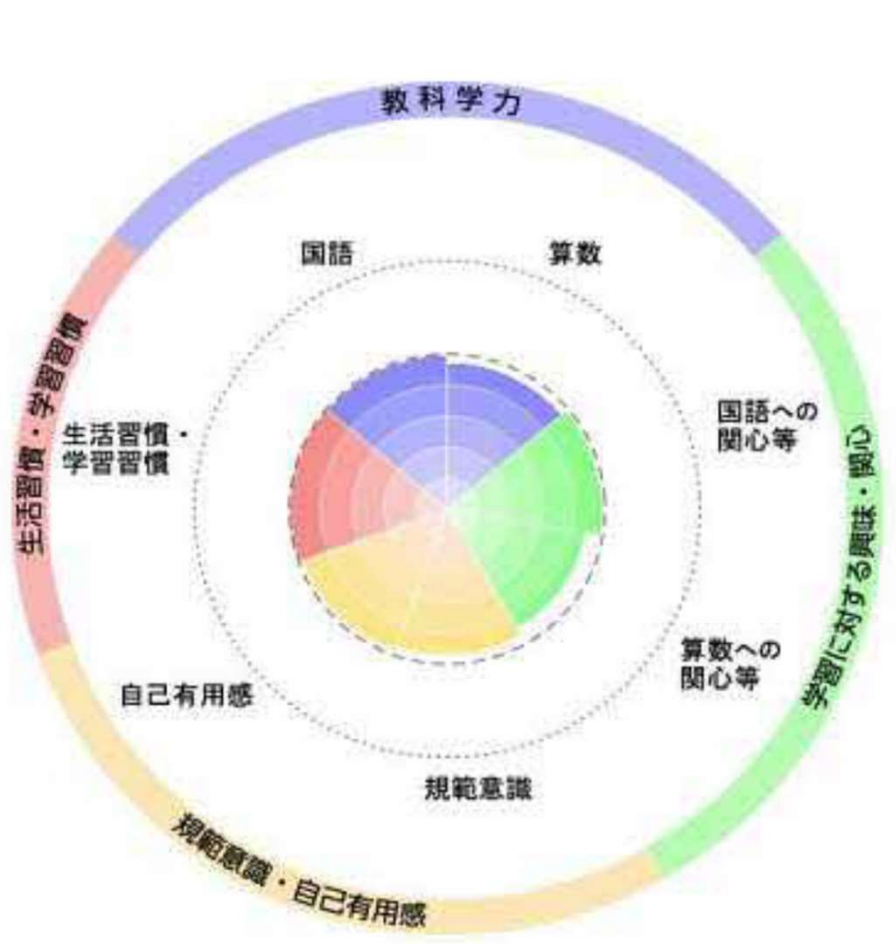 教科学力
国語
算数
国語への
関心等
学習に対する興味・関心
算数への
関心等
規範意識
規範意識・自己有用感
自己有用感
生活習慣・
学習習慣
生活習慣・学習習慣